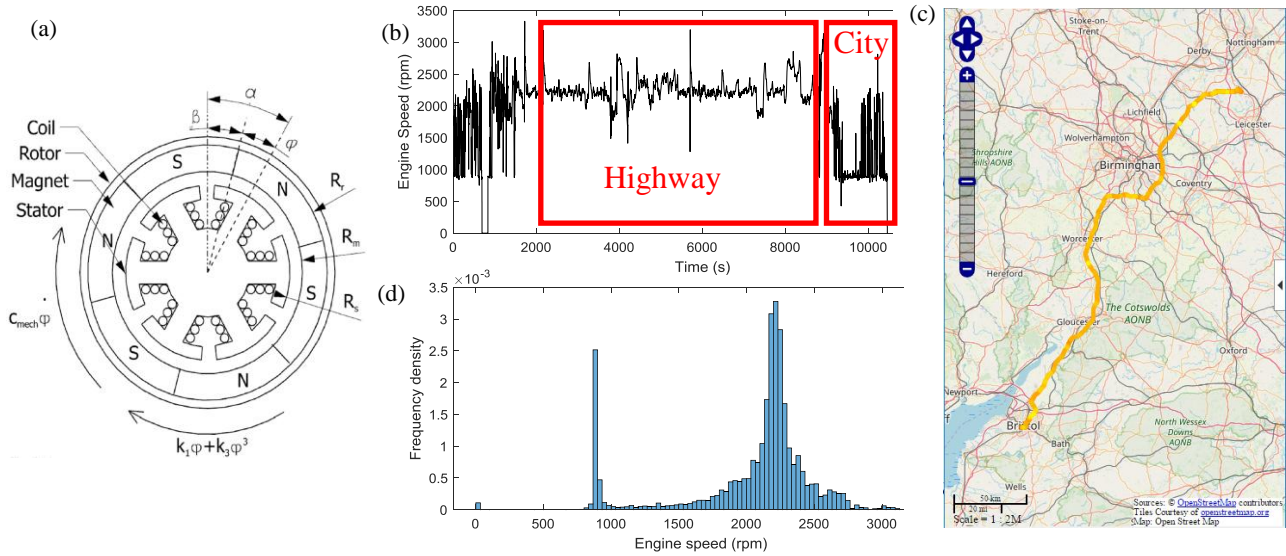 (a)
α
β
φ
Coil
Rotor
Magnet
Stator
S
N
R_r
R_m
N
S
R_s
S
N
c_mech φ̇
k₁φ+k₃φ³
(b)
3500
3000
2500
2000
1500
1000
500
0
Engine Speed (rpm)
Highway
City
0
2000
4000
6000
8000
10000
Time (s)
(d)
×10⁻³
3.5
3
2.5
2
1.5
1
0.5
0
Frequency density
0
500
1000
1500
2000
2500
3000
Engine speed (rpm)
(c)
Stoke-on-
Trent
Derby
Nottingham
Lichfield
Leicester
Wolverhampton
Shropshire
Hills AONB
Birmingham
Coventry
Worcester
Hereford
The Cotswolds
AONB
Gloucester
Oxford
Newport
Bristol
Bath
North Wessex
Downs
AONB
Wells
50 km
20 mi
Scale = 1 : 2M
Sources: © OpenStreetMap contributors
Tiles Courtesy of openstreetmap.org
Map: Open Street Map